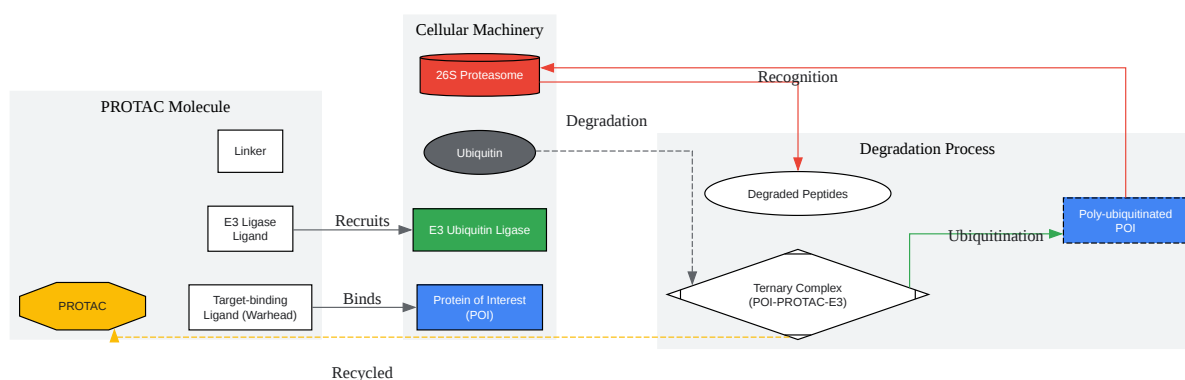 Cellular Machinery
26S Proteasome
Recognition
PROTAC Molecule
Degradation
Linker
Ubiquitin
Degradation Process
Degraded Peptides
E3 Ligase
Ligand
Recruits
E3 Ubiquitin Ligase
Poly-ubiquitinated
POI
Ubiquitination
PROTAC
Target-binding
Ligand (Warhead)
Binds
Protein of Interest
(POI)
Ternary Complex
(POI-PROTAC-E3)
Recycled